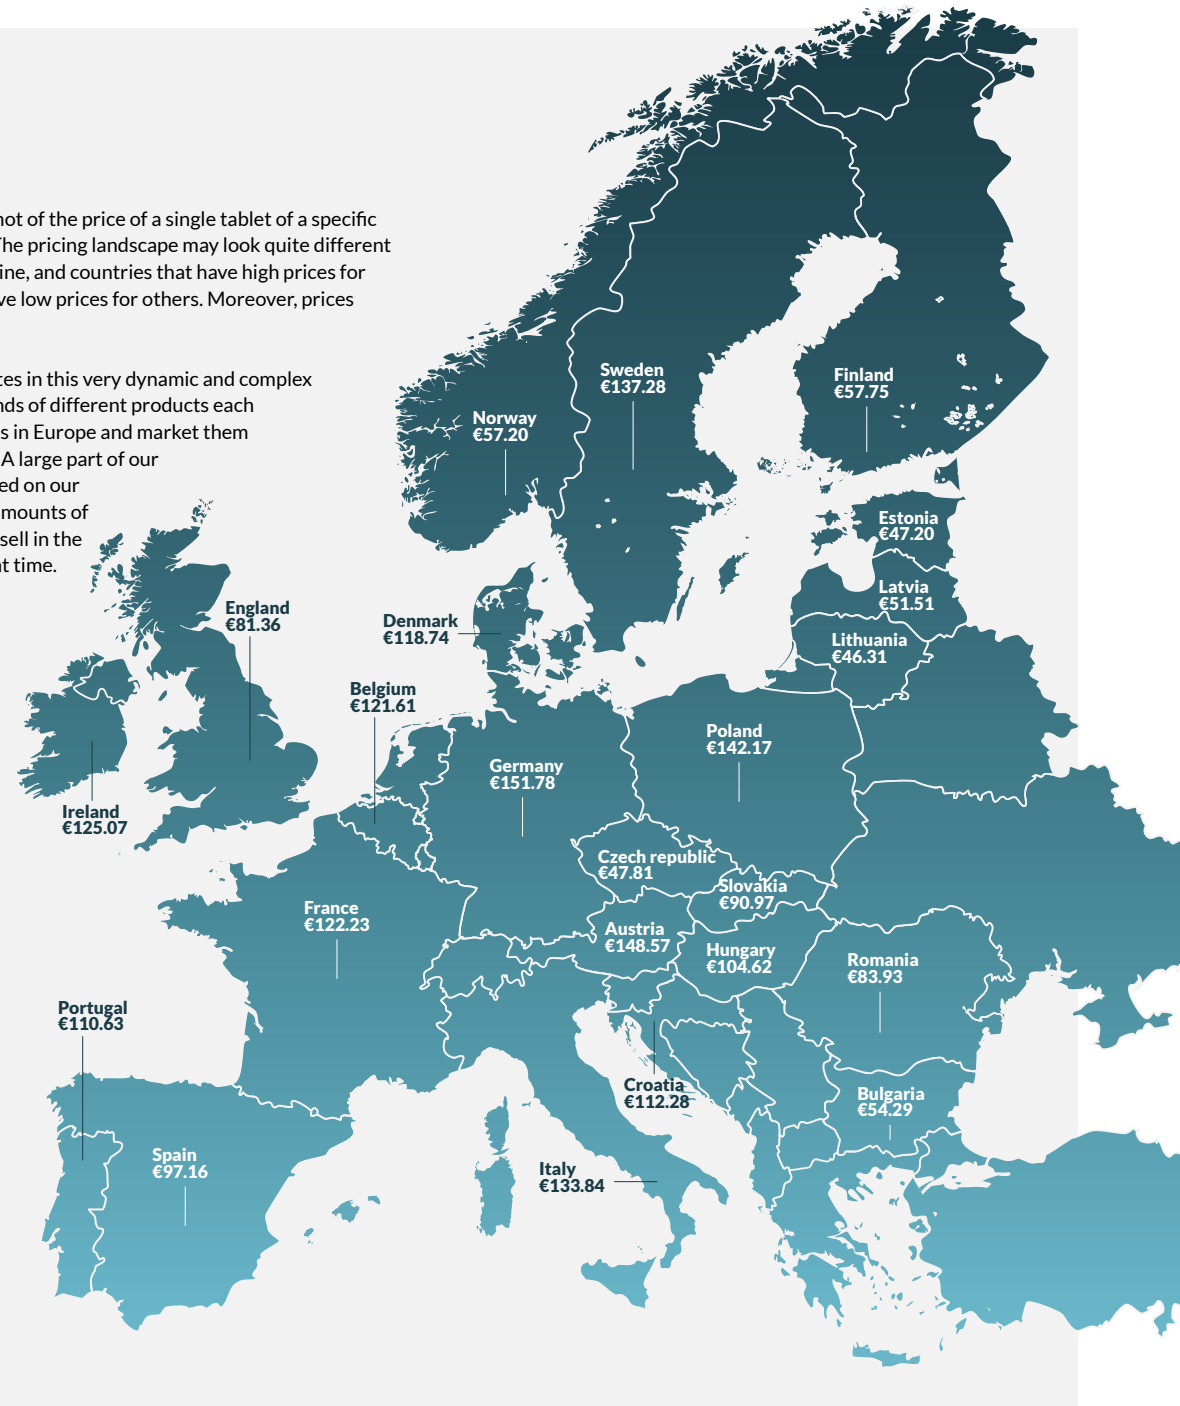 not of the price of a single tablet of a specific
The pricing landscape may look quite different
ine, and countries that have high prices for
ve low prices for others. Moreover, prices
tes in this very dynamic and complex
nds of different products each
s in Europe and market them
A large part of our
ed on our
mounts of
sell in the
t time.
Sweden
€137.28
Finland
€57.75
Norway
€57.20
Estonia
€47.20
Latvia
€51.51
Lithuania
€46.31
England
€81.36
Denmark
€118.74
Belgium
€121.61
Poland
€142.17
Germany
€151.78
Ireland
€125.07
Czech republic
€47.81
Slovakia
€90.97
France
€122.23
Austria
€148.57
Hungary
€104.62
Romania
€83.93
Portugal
€110.63
Croatia
€112.28
Bulgaria
€54.29
Spain
€97.16
Italy
€133.84